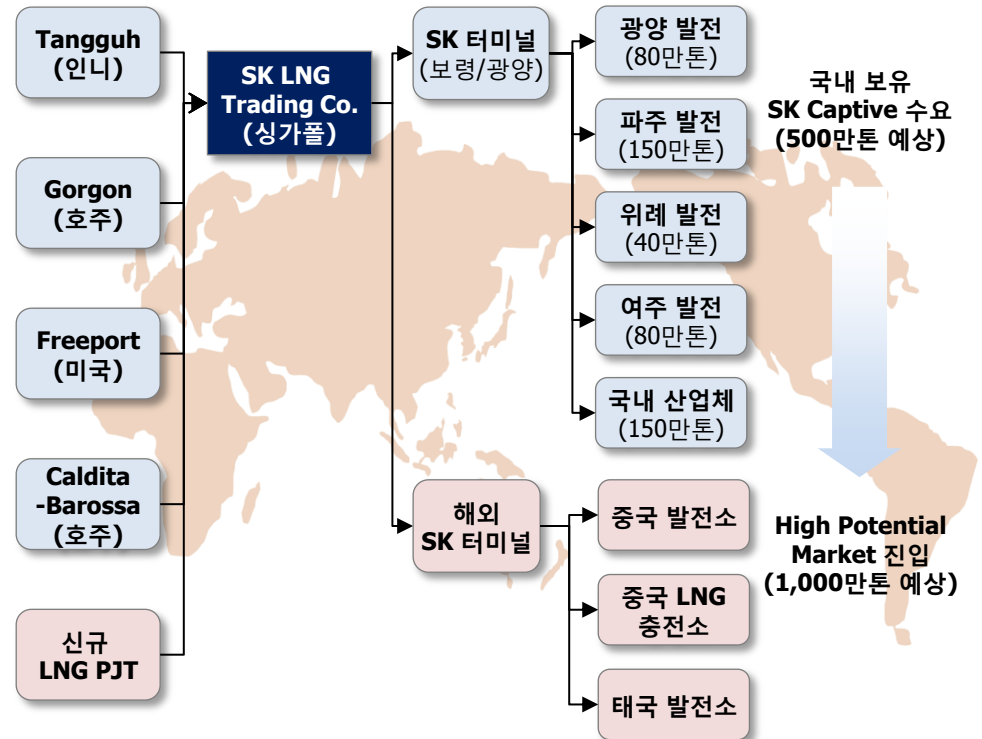 Tangguh
(인니)
Gorgon
(호주)
Freeport
(미국)
Caldita
-Barossa
(호주)
신규
LNG PJT
SK LNG
Trading Co.
(싱가폴)
SK 터미널
(보령/광양)
해외
SK 터미널
광양 발전
(80만톤)
파주 발전
(150만톤)
위례 발전
(40만톤)
여주 발전
(80만톤)
국내 산업체
(150만톤)
중국 발전소
중국 LNG
충전소
태국 발전소
국내 보유
SK Captive 수요
(500만톤 예상)
High Potential
Market 진입
(1,000만톤 예상)